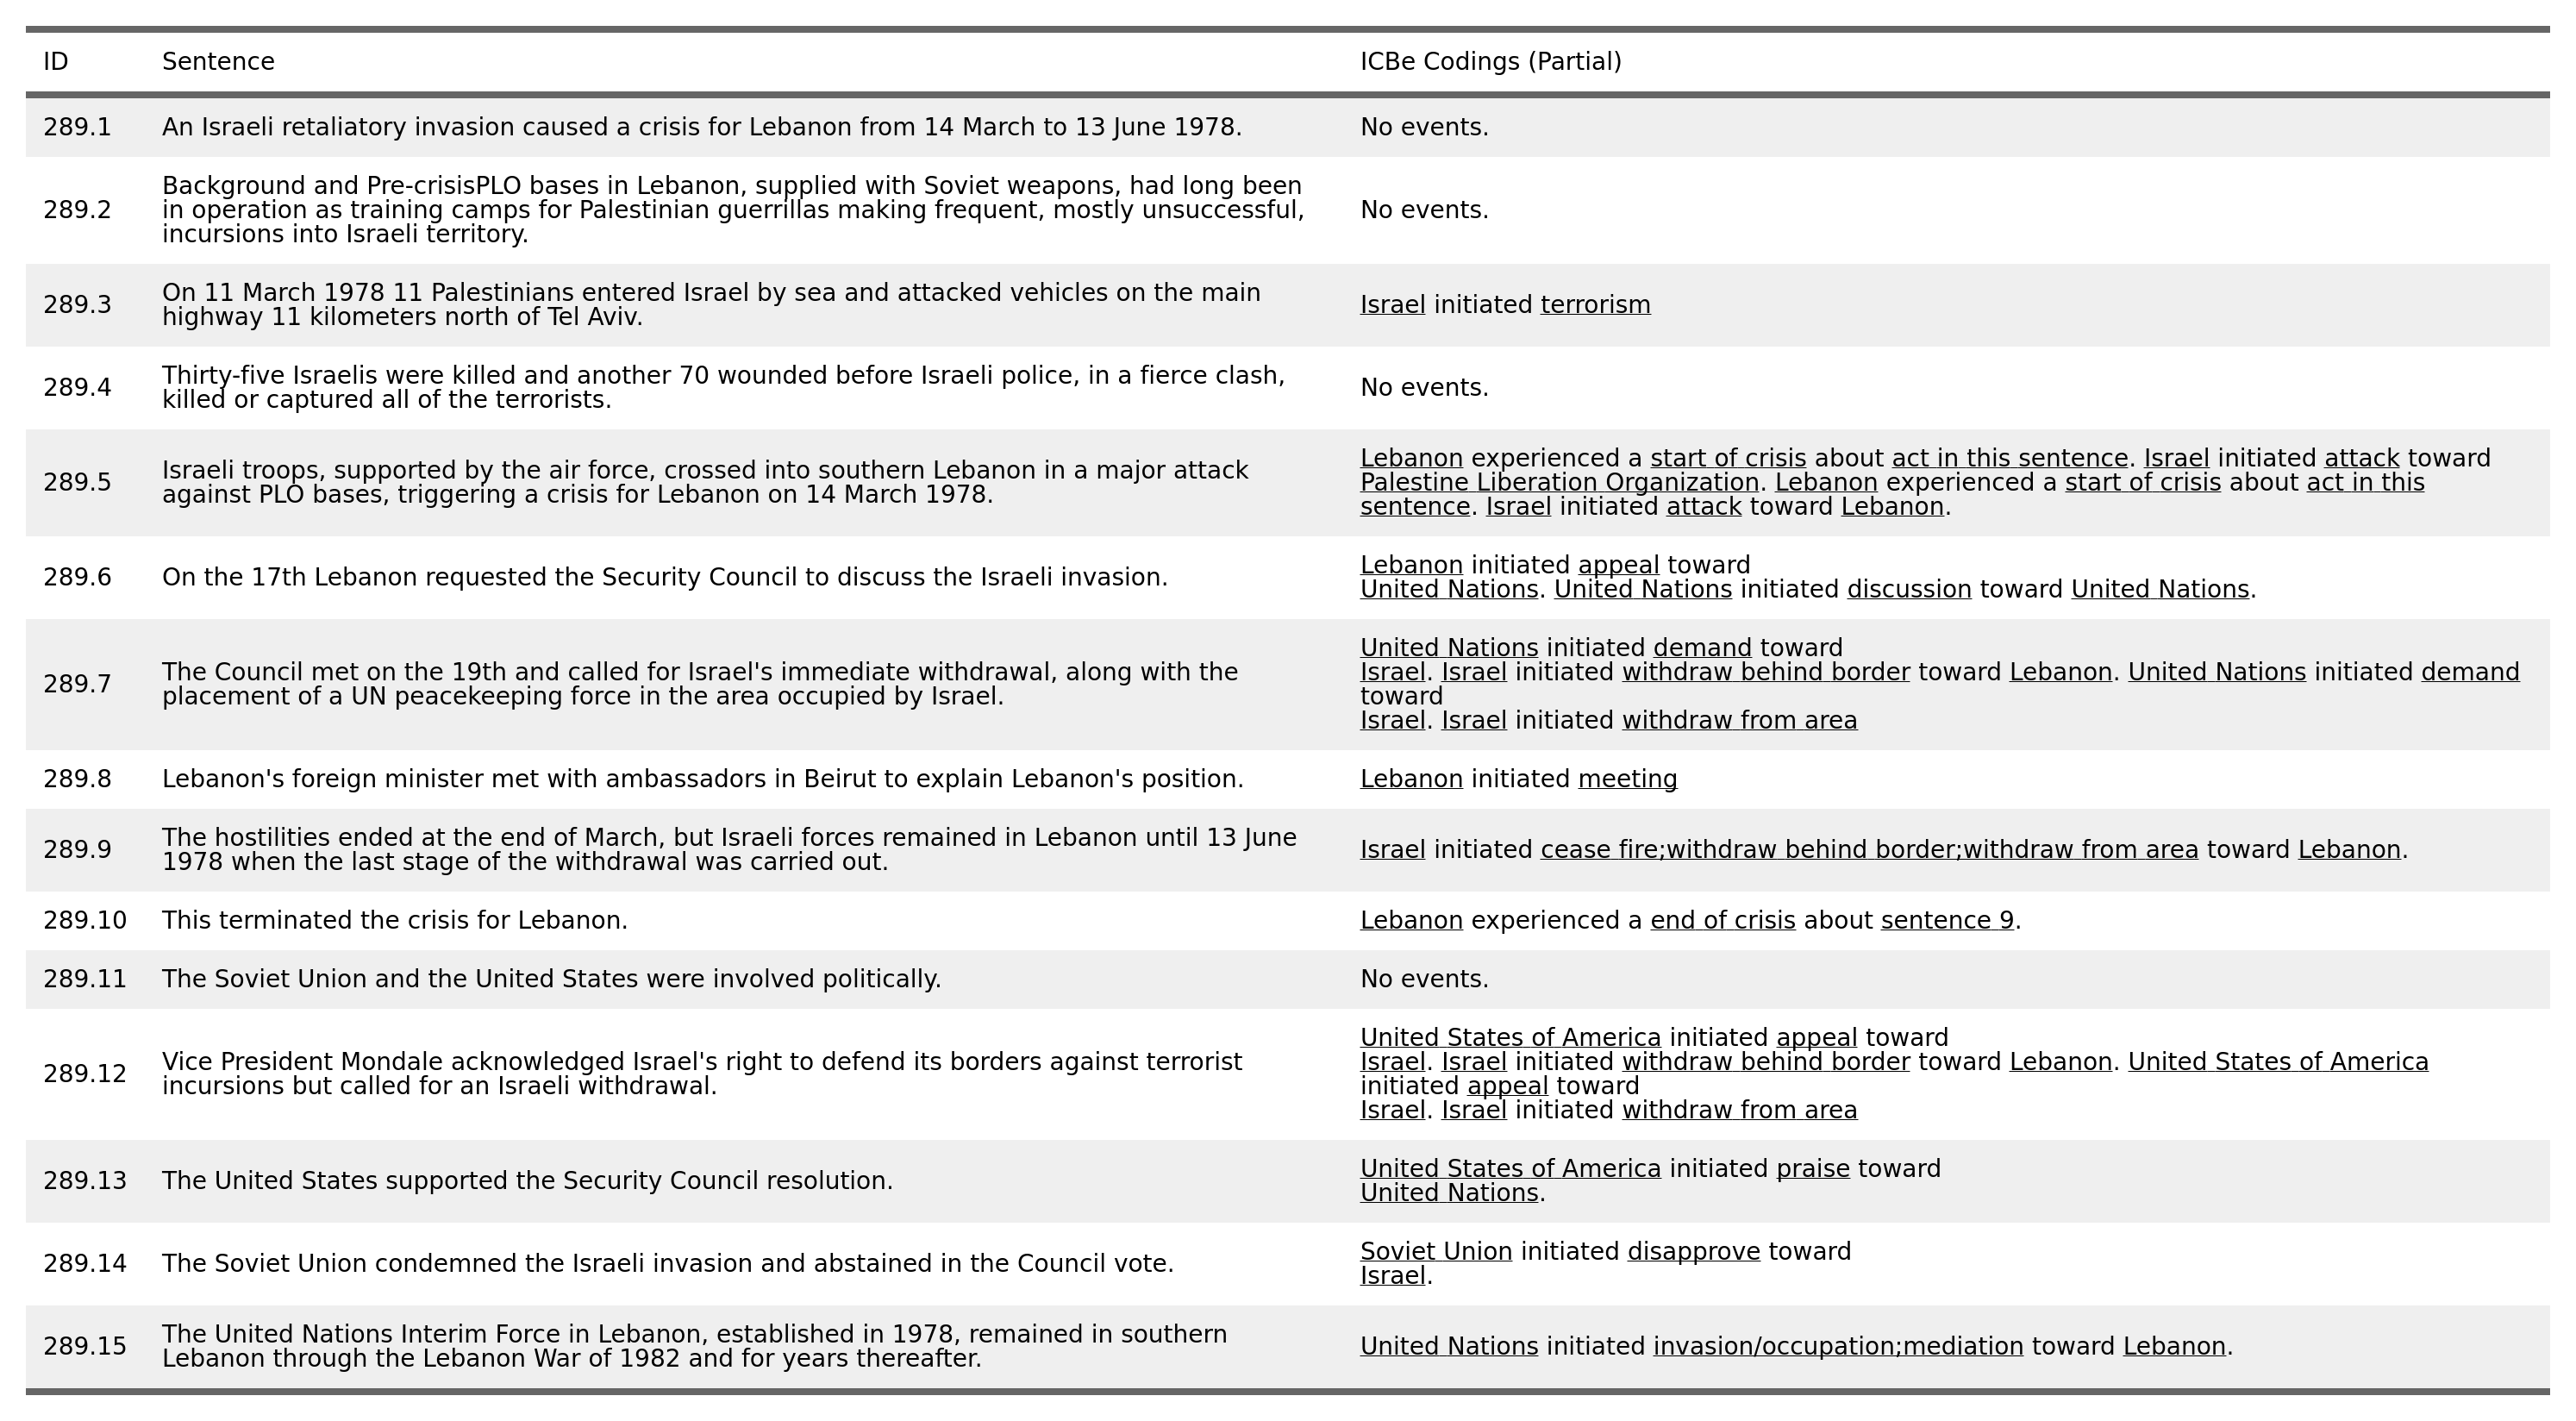 ID Sentence ICBe Codings (Partial)
289.1 An Israeli retaliatory invasion caused a crisis for Lebanon from 14 March to 13 June 1978. No events.
289.2 Background and Pre-crisisPLO bases in Lebanon, supplied with Soviet weapons, had long been
in operation as training camps for Palestinian guerrillas making frequent, mostly unsuccessful,
incursions into Israeli territory.
No events.
289.3 On 11 March 1978 11 Palestinians entered Israel by sea and attacked vehicles on the main
highway 11 kilometers north of Tel Aviv.
Israel initiated terrorism
289.4 Thirty-five Israelis were killed and another 70 wounded before Israeli police, in a fierce clash,
killed or captured all of the terrorists.
No events.
289.5 Israeli troops, supported by the air force, crossed into southern Lebanon in a major attack
against PLO bases, triggering a crisis for Lebanon on 14 March 1978.
Lebanon experienced a start of crisis about act in this sentence. Israel initiated attack toward
Palestine Liberation Organization. Lebanon experienced a start of crisis about act in this
sentence. Israel initiated attack toward Lebanon.
289.6 On the 17th Lebanon requested the Security Council to discuss the Israeli invasion.
Lebanon initiated appeal toward
United Nations. United Nations initiated discussion toward United Nations.
289.7 The Council met on the 19th and called for Israel's immediate withdrawal, along with the
placement of a UN peacekeeping force in the area occupied by Israel.
United Nations initiated demand toward
Israel. Israel initiated withdraw behind border toward Lebanon. United Nations initiated demand
toward
Israel. Israel initiated withdraw from area
289.8 Lebanon's foreign minister met with ambassadors in Beirut to explain Lebanon's position. Lebanon initiated meeting
289.9 The hostilities ended at the end of March, but Israeli forces remained in Lebanon until 13 June
1978 when the last stage of the withdrawal was carried out.
Israel initiated cease fire;withdraw behind border;withdraw from area toward Lebanon.
289.10 This terminated the crisis for Lebanon. Lebanon experienced a end of crisis about sentence 9.
289.11 The Soviet Union and the United States were involved politically. No events.
289.12 Vice President Mondale acknowledged Israel's right to defend its borders against terrorist
incursions but called for an Israeli withdrawal.
United States of America initiated appeal toward
Israel. Israel initiated withdraw behind border toward Lebanon. United States of America
initiated appeal toward
Israel. Israel initiated withdraw from area
289.13 The United States supported the Security Council resolution.
United States of America initiated praise toward
United Nations.
289.14 The Soviet Union condemned the Israeli invasion and abstained in the Council vote.
Soviet Union initiated disapprove toward
Israel.
289.15 The United Nations Interim Force in Lebanon, established in 1978, remained in southern
Lebanon through the Lebanon War of 1982 and for years thereafter.
United Nations initiated invasion/occupation;mediation toward Lebanon.